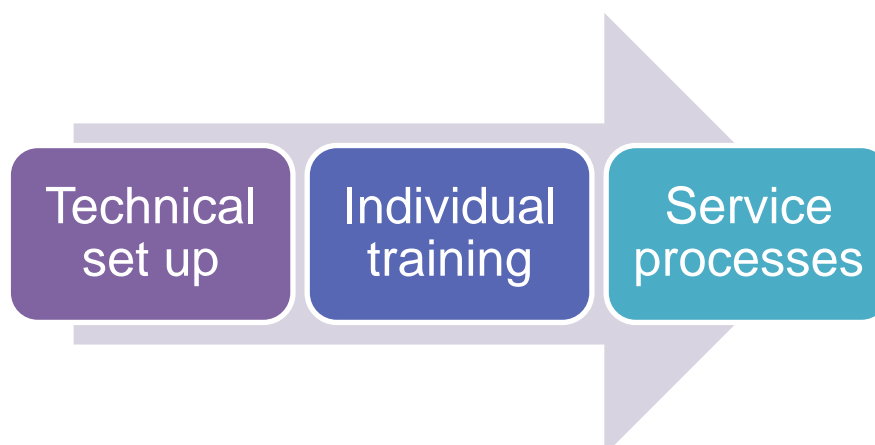 Technical
set up
Individual
training
Service
processes